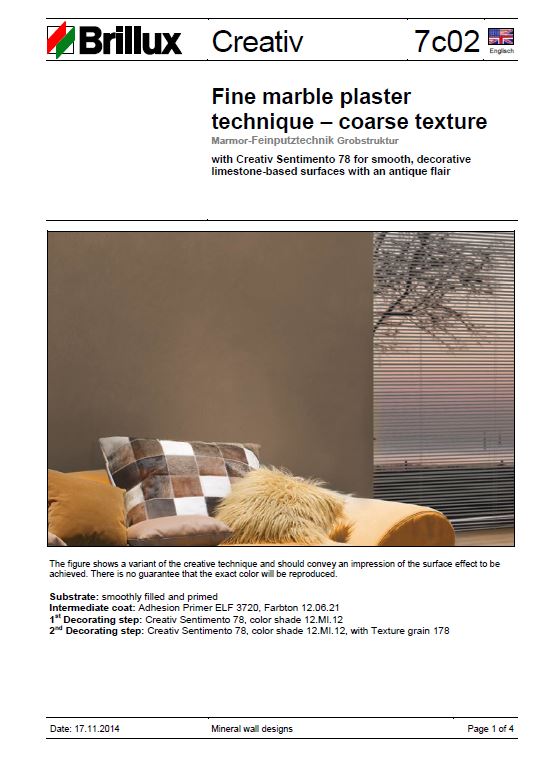 Brillux Creativ 7c02
Englisch
Fine marble plaster
technique – coarse texture
Marmor-Feinputztechnik Grobstruktur
with Creativ Sentimento 78 for smooth, decorative
limestone-based surfaces with an antique flair
The figure shows a variant of the creative technique and should convey an impression of the surface effect to be
achieved. There is no guarantee that the exact color will be reproduced.
Substrate: smoothly filled and primed
Intermediate coat: Adhesion Primer ELF 3720, Farbton 12.06.21
1st Decorating step: Creativ Sentimento 78, color shade 12.MI.12
2nd Decorating step: Creativ Sentimento 78, color shade 12.MI.12, with Texture grain 178
Date: 17.11.2014 Mineral wall designs Page 1 of 4